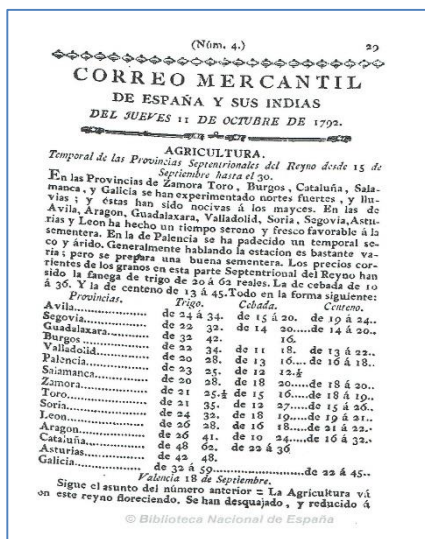 (Núm. 4.) 29
CORREO MERCANTIL
DE ESPAÑA Y SUS INDIAS
DEL JUEVES 11 DE OCTUBRE DE 1792.
AGRICULTURA.
Temporal de las Provincias Septentrionales del Reyno desde 15 de
Septiembre hasta el 30.
En las Provincias de Zamora Toro, Burgos, Cataluña, Sala-
manca, y Galicia se han experimentado nortes fuertes, y llu-
vias; y éstas han sido nocivas á los mayces. En las de
Avila, Aragon, Guadalaxara, Valladolid, Soria, Segovia, Astu-
rias y Leon ha hecho un tiempo sereno y fresco favorable á la
sementera. En la de Palencia se ha padecido un temporal se-
co y árido. Generalmente hablando la estacion es bastante va-
ria; pero se prepara una buena sementera. Los precios cor-
rientes de los granos en esta parte Septentrional del Reyno han
sido la fanega de trigo de 20 á 62 reales. La de cebada de 10
á 36. Y la de centeno de 13 á 45. Todo en la forma siguiente:
Provincias. Trigo. Cebada. Centeno.
Avila............... de 24 á 34. de 15 á 20. de 19 á 24..
Segovia............. de 22 32. de 14 20.....de 14 á 20..
Guadalaxara......... de 32 42. 16.
Burgos.............. de 22 34. de 11 18. de 13 á 22..
Valladolid.......... de 20 28. de 13 16....de 16 á 18..
Palencia............ de 23 25. de 12 12.½
Salamanca........... de 20 28. de 18 20.....de 18 á 20..
Zamora.............. de 21 25.½ de 15 16....de 18 á 19..
Toro................ de 21 35. de 12 27.....de 15 á 26..
Soria............... de 24 32. de 18 19....de 19 á 21..
Leon................ de 26 28. de 16 18....de 21 á 22..
Aragon.............. de 26 41. de 10 24....de 16 á 32..
Cataluña............ de 48 62. de 22 á 36
Asturias............ de 42 48.
Galicia............. de 32 á 59..............de 22 á 45..
Valencia 18 de Septiembre.
Sigue el asunto del número anterior = La Agricultura vá
en este reyno floreciendo. Se han desquajado, y reducido á
© Biblioteca Nacional de España